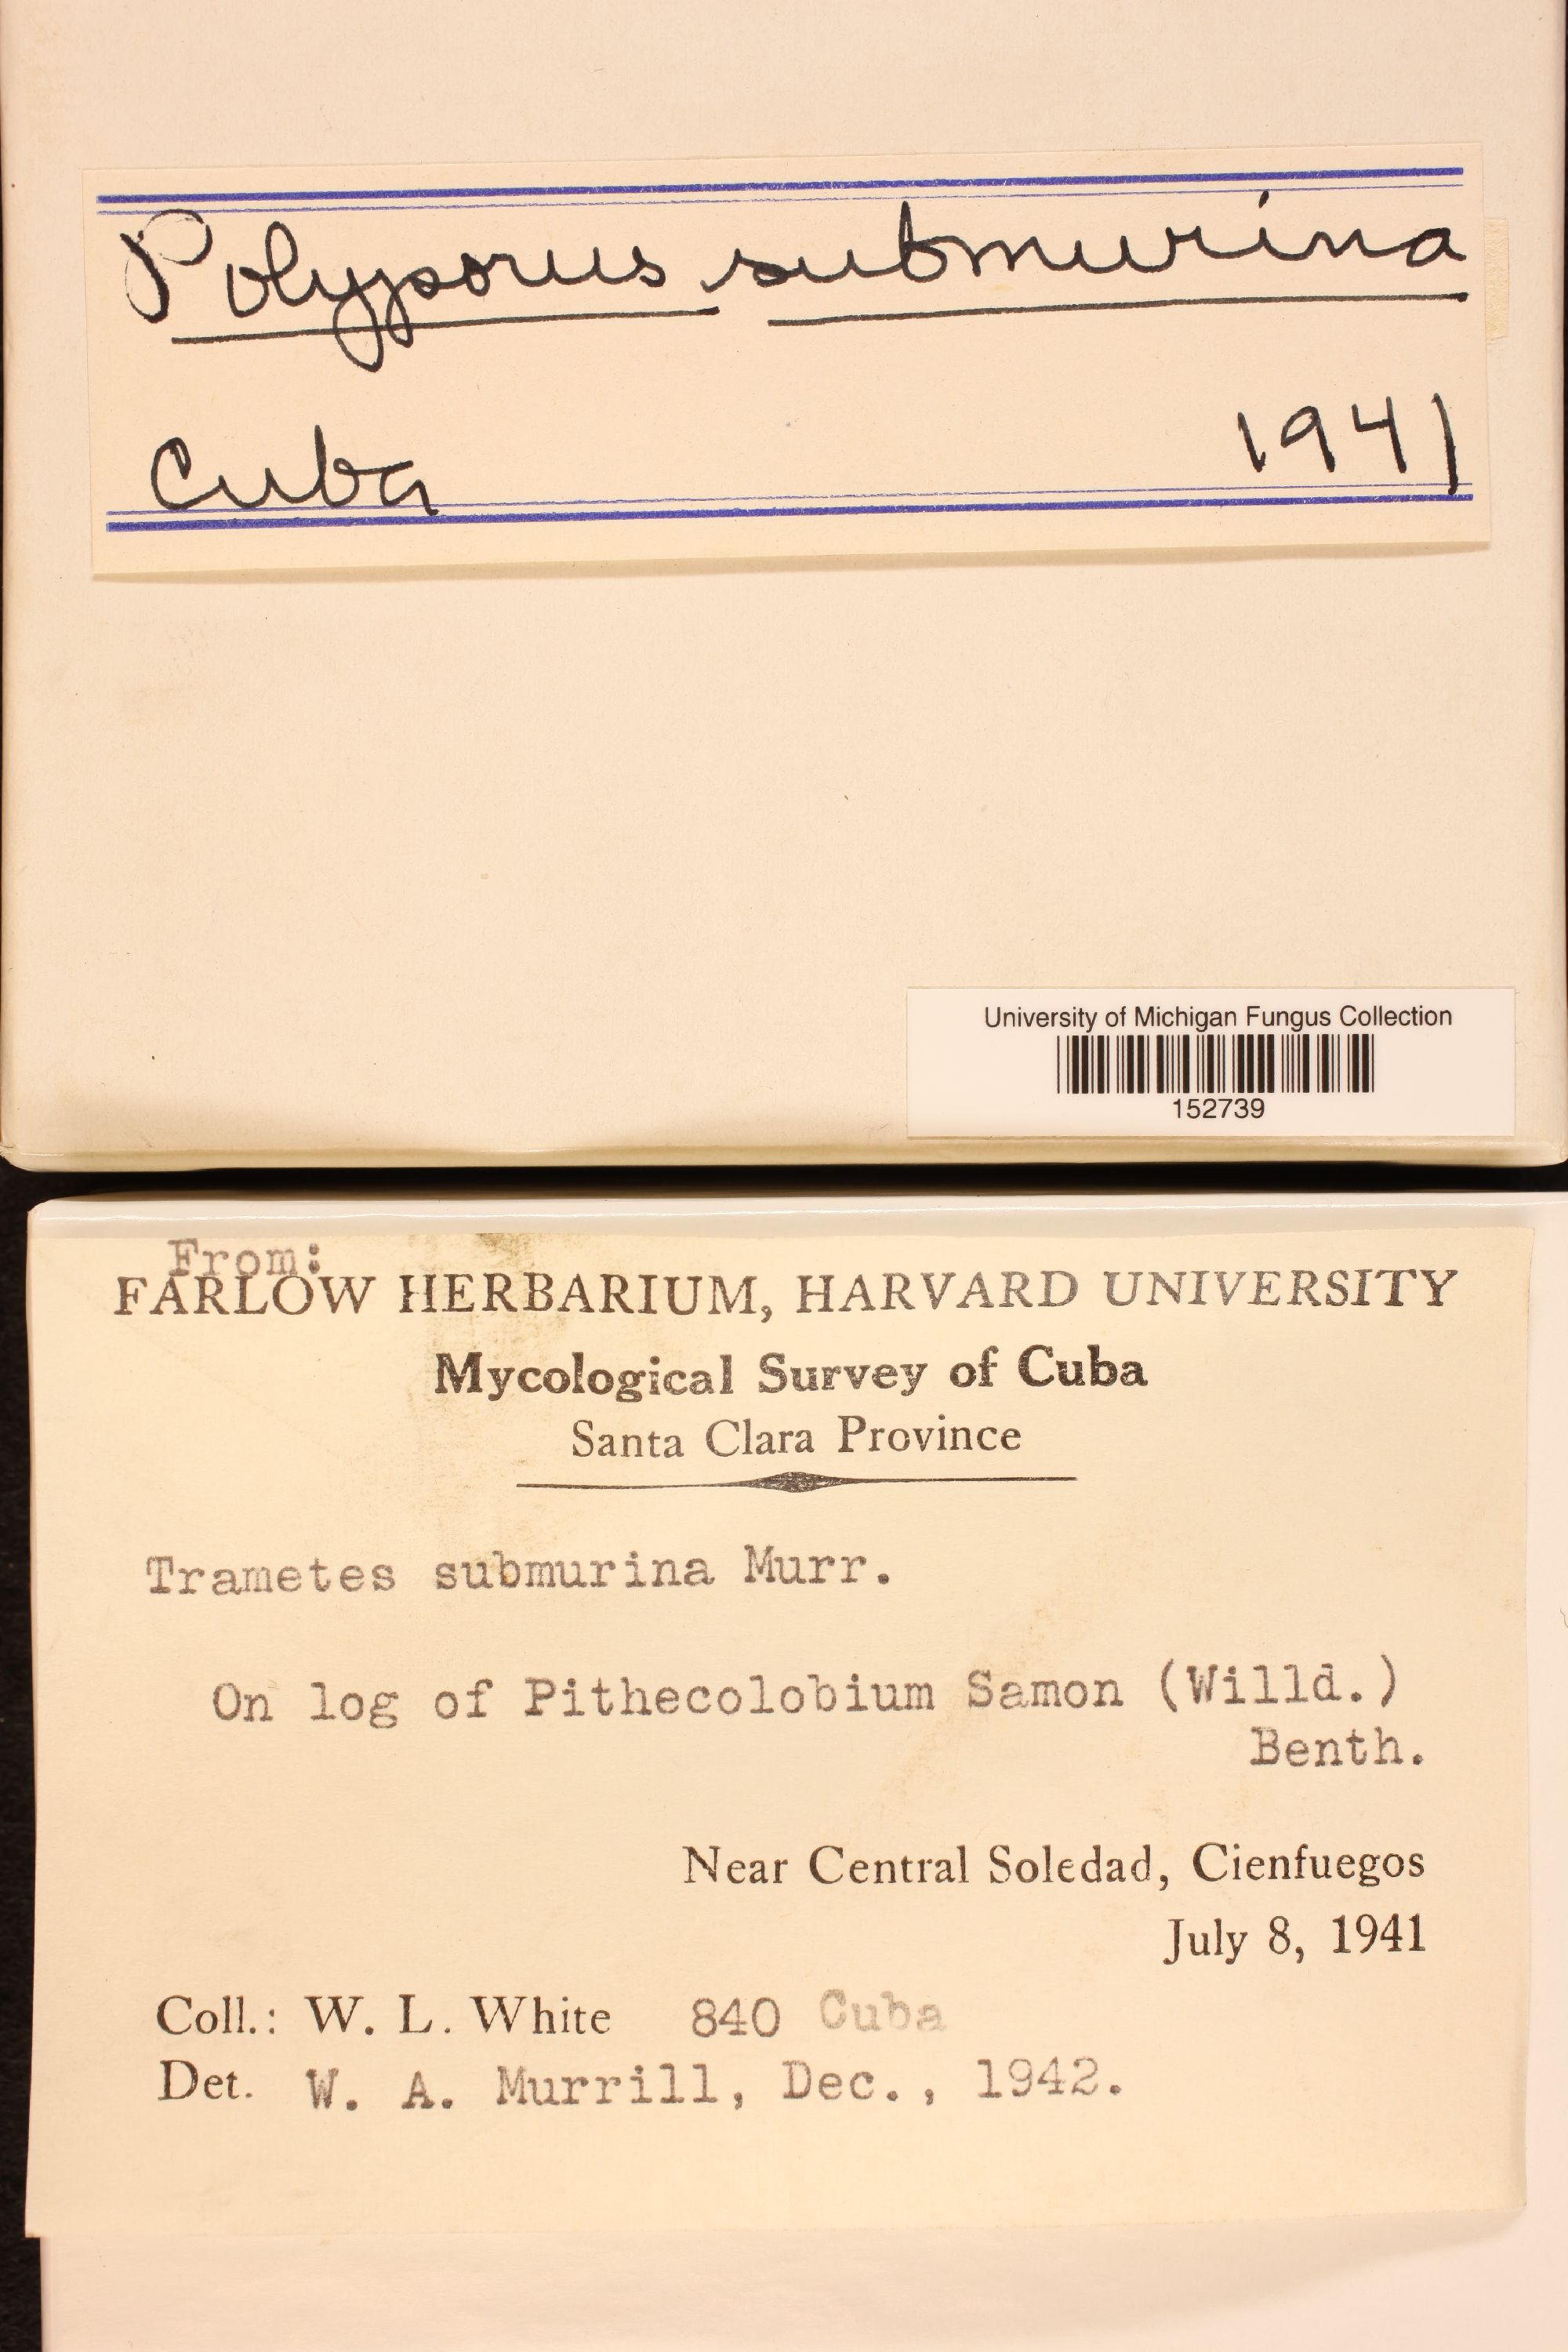 Polyporus submurina
Cuba 1941
University of Michigan Fungus Collection
152739
From:
FARLOW HERBARIUM, HARVARD UNIVERSITY
Mycological Survey of Cuba
Santa Clara Province
Trametes submurina Murr.
On log of Pithecolobium Samon (Willd.)
Benth.
Near Central Soledad, Cienfuegos
July 8, 1941
Coll.: W. L. White 840 Cuba
Det. W. A. Murrill, Dec., 1942.